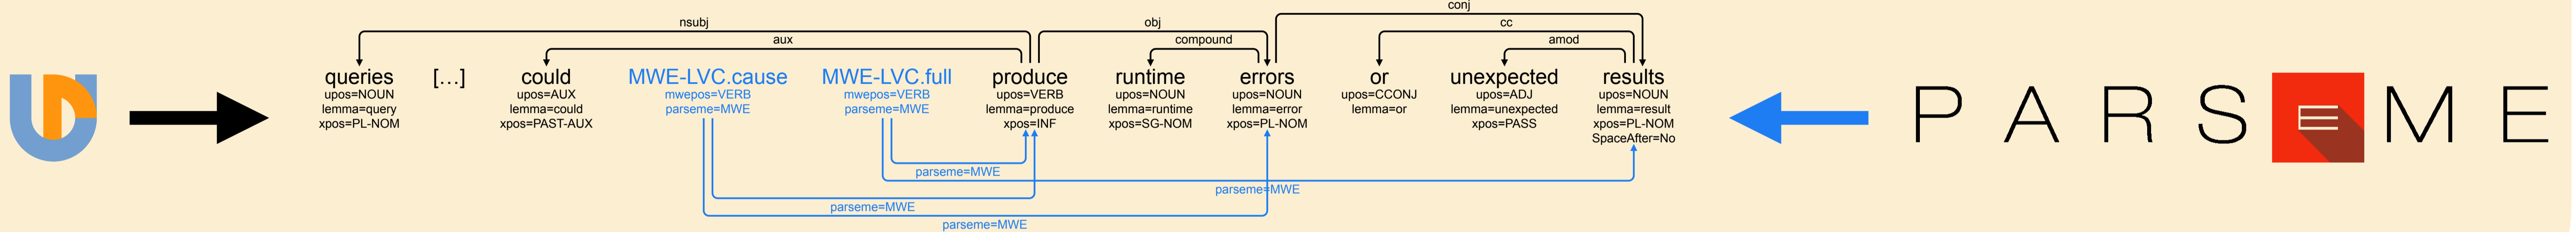 conj
nsubj obj cc
aux compound amod
queries […] could MWE-LVC.cause MWE-LVC.full produce runtime errors or unexpected results
upos=NOUN upos=AUX mwepos=VERB mwepos=VERB upos=VERB upos=NOUN upos=NOUN upos=CCONJ upos=ADJ upos=NOUN
lemma=query lemma=could parseme=MWE parseme=MWE lemma=produce lemma=runtime lemma=error lemma=or lemma=unexpected lemma=result
xpos=PL-NOM xpos=PAST-AUX xpos=INF xpos=SG-NOM xpos=PL-NOM xpos=PASS xpos=PL-NOM
SpaceAfter=No
parseme=MWE
parseme=MWE
parseme=MWE
parseme=MWE
UD
PARSEME